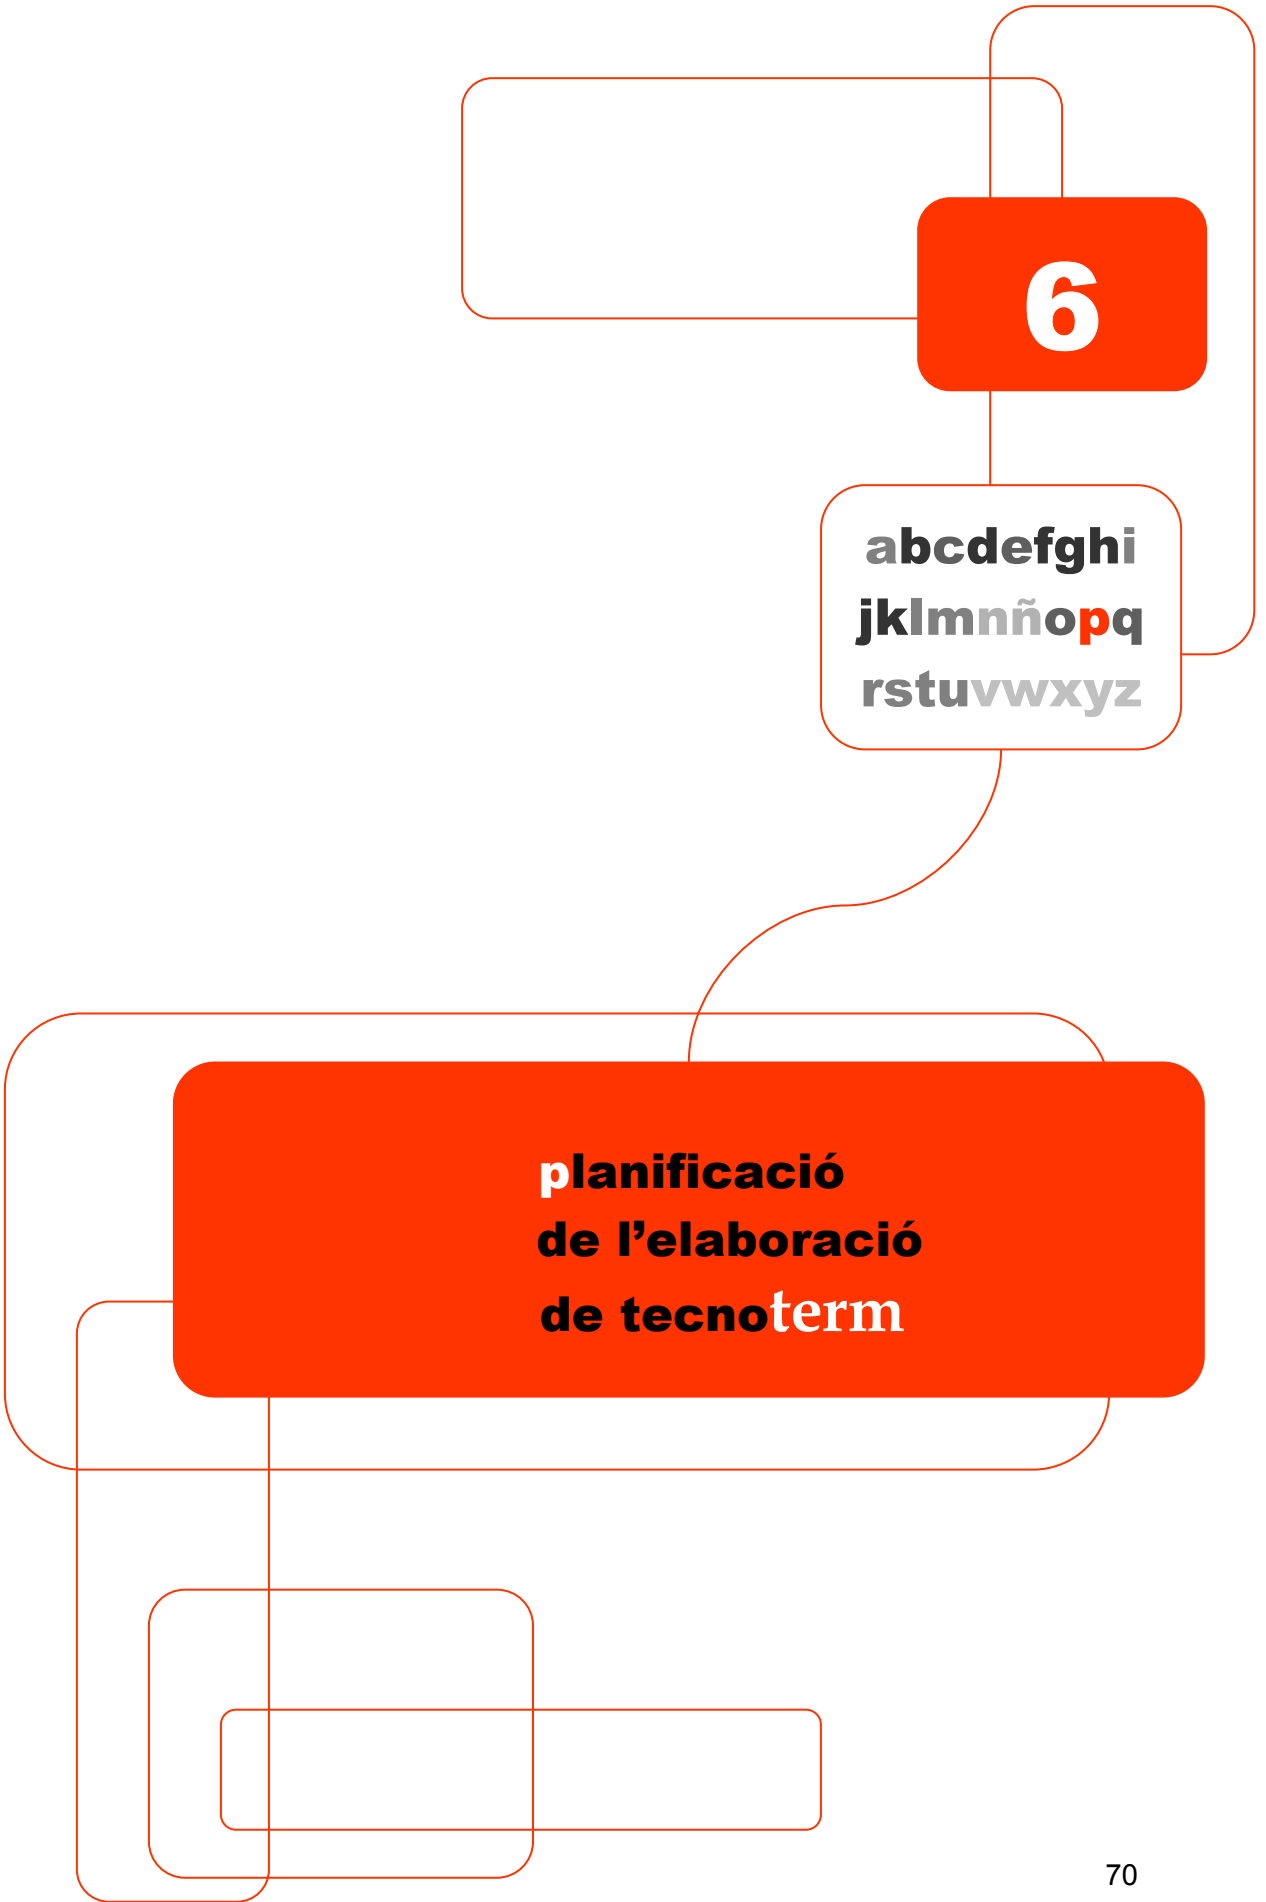 6
abcdefghi
jklmnñopq
rstuvwxyz
planificació
de l’elaboració
de tecnoterm
70